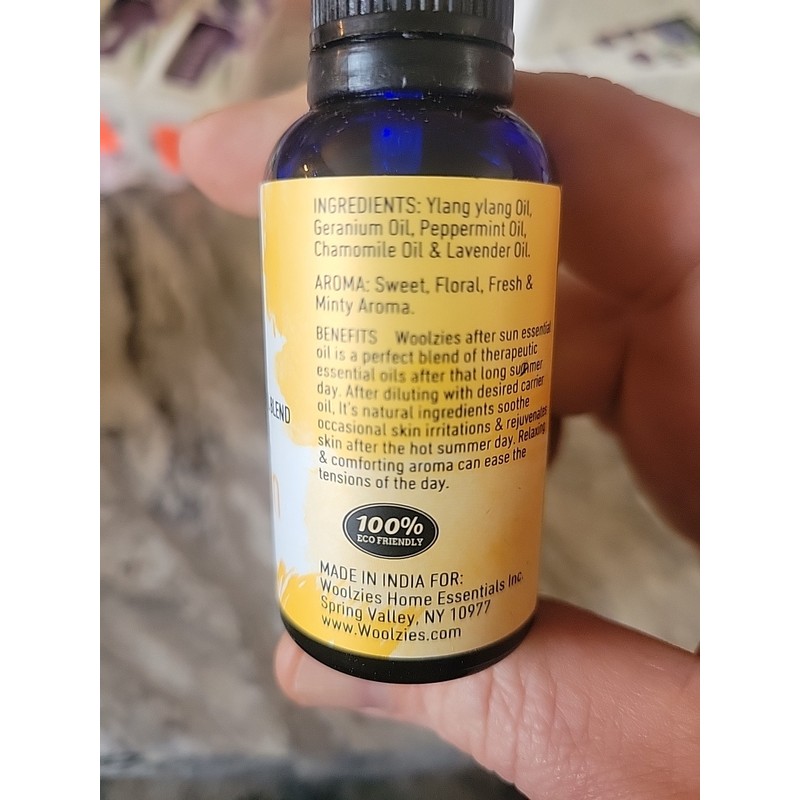 INGREDIENTS: Ylang ylang Oil,
Geranium Oil, Peppermint Oil,
Chamomile Oil & Lavender Oil.
AROMA: Sweet, Floral, Fresh &
Minty Aroma.
BENEFITS Woolzies after sun essential
oil is a perfect blend of therapeutic
essential oils after that long summer
day. After diluting with desired carrier
oil, It's natural ingredients soothe
occasional skin irritations & rejuvenates
skin after the hot summer day. Relaxing
& comforting aroma can ease the
tensions of the day.
BLEND
100%
ECO FRIENDLY
MADE IN INDIA FOR:
Woolzies Home Essentials Inc.
Spring Valley, NY 10977
www.Woolzies.com